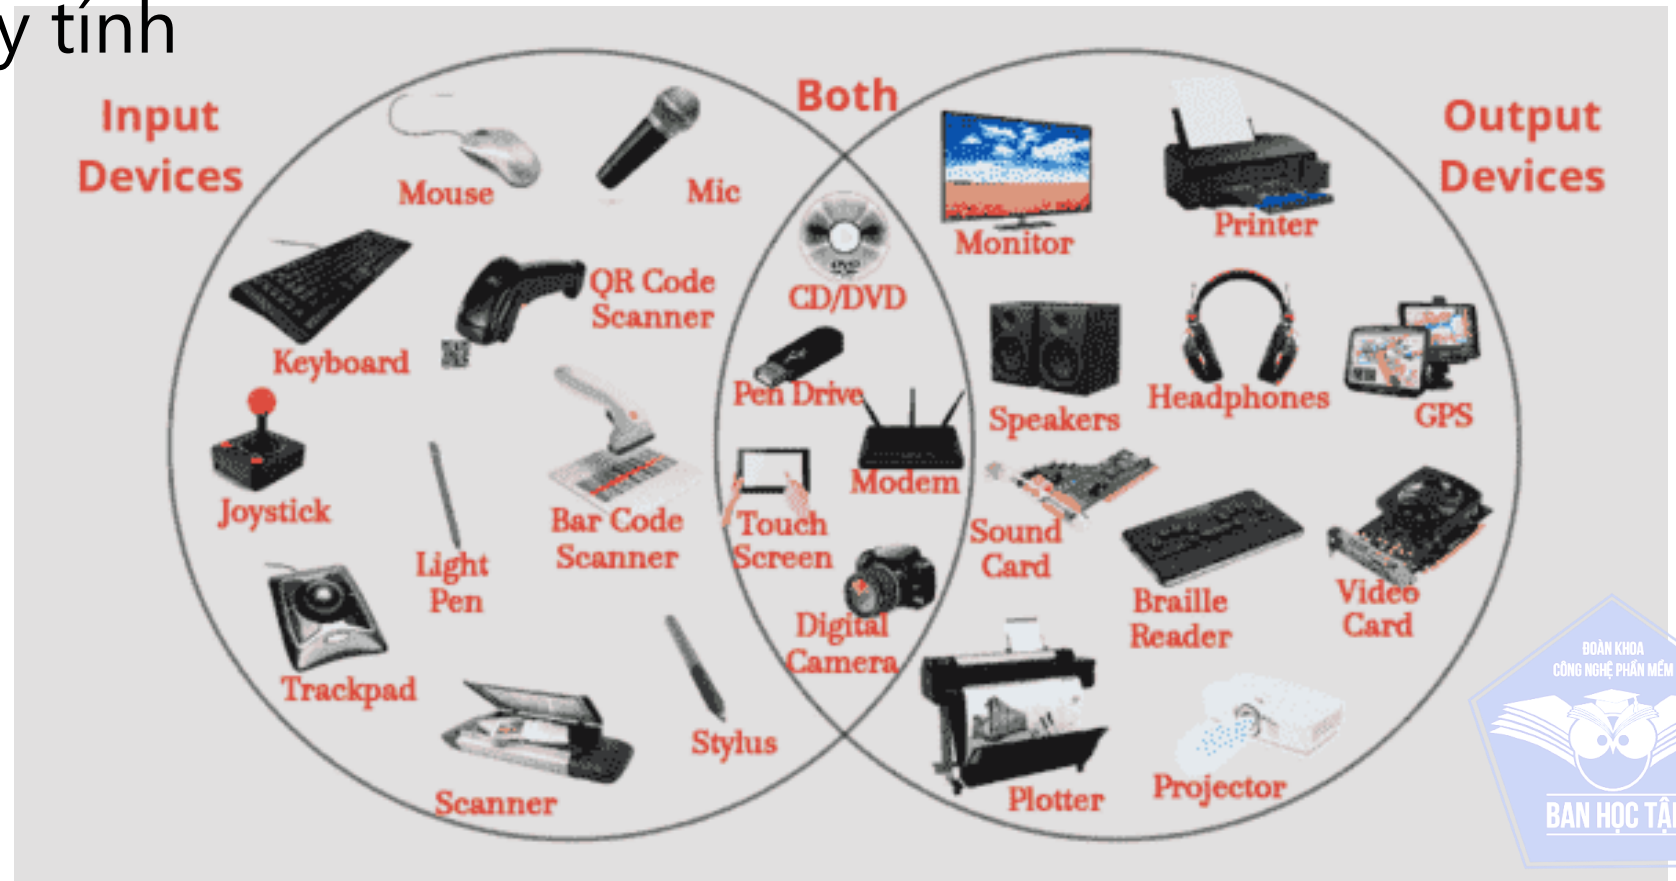 y tính
Input
Devices
Both
Output
Devices
Mouse
Mic
Monitor
Printer
DVD
CD/DVD
QR Code
Scanner
Keyboard
Pen Drive
Speakers
Headphones
GPS
Modem
Joystick
Bar Code
Scanner
Touch
Screen
Sound
Card
Light
Pen
Braille
Reader
Video
Card
Digital
Camera
Trackpad
Stylus
Scanner
Plotter
Projector
ĐOÀN KHOA
CÔNG NGHỆ PHẦN MỀM
BAN HỌC TẬP